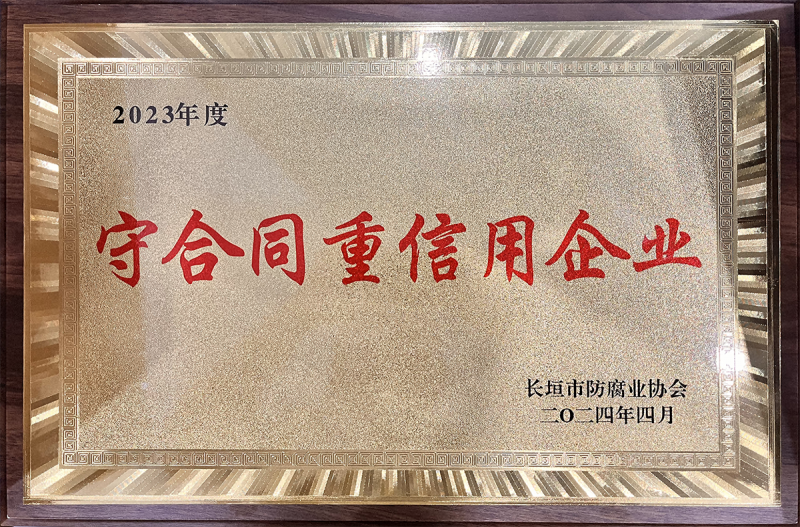 2023年度
守合同重信用企业
长垣市防腐业协会
二〇二四年四月